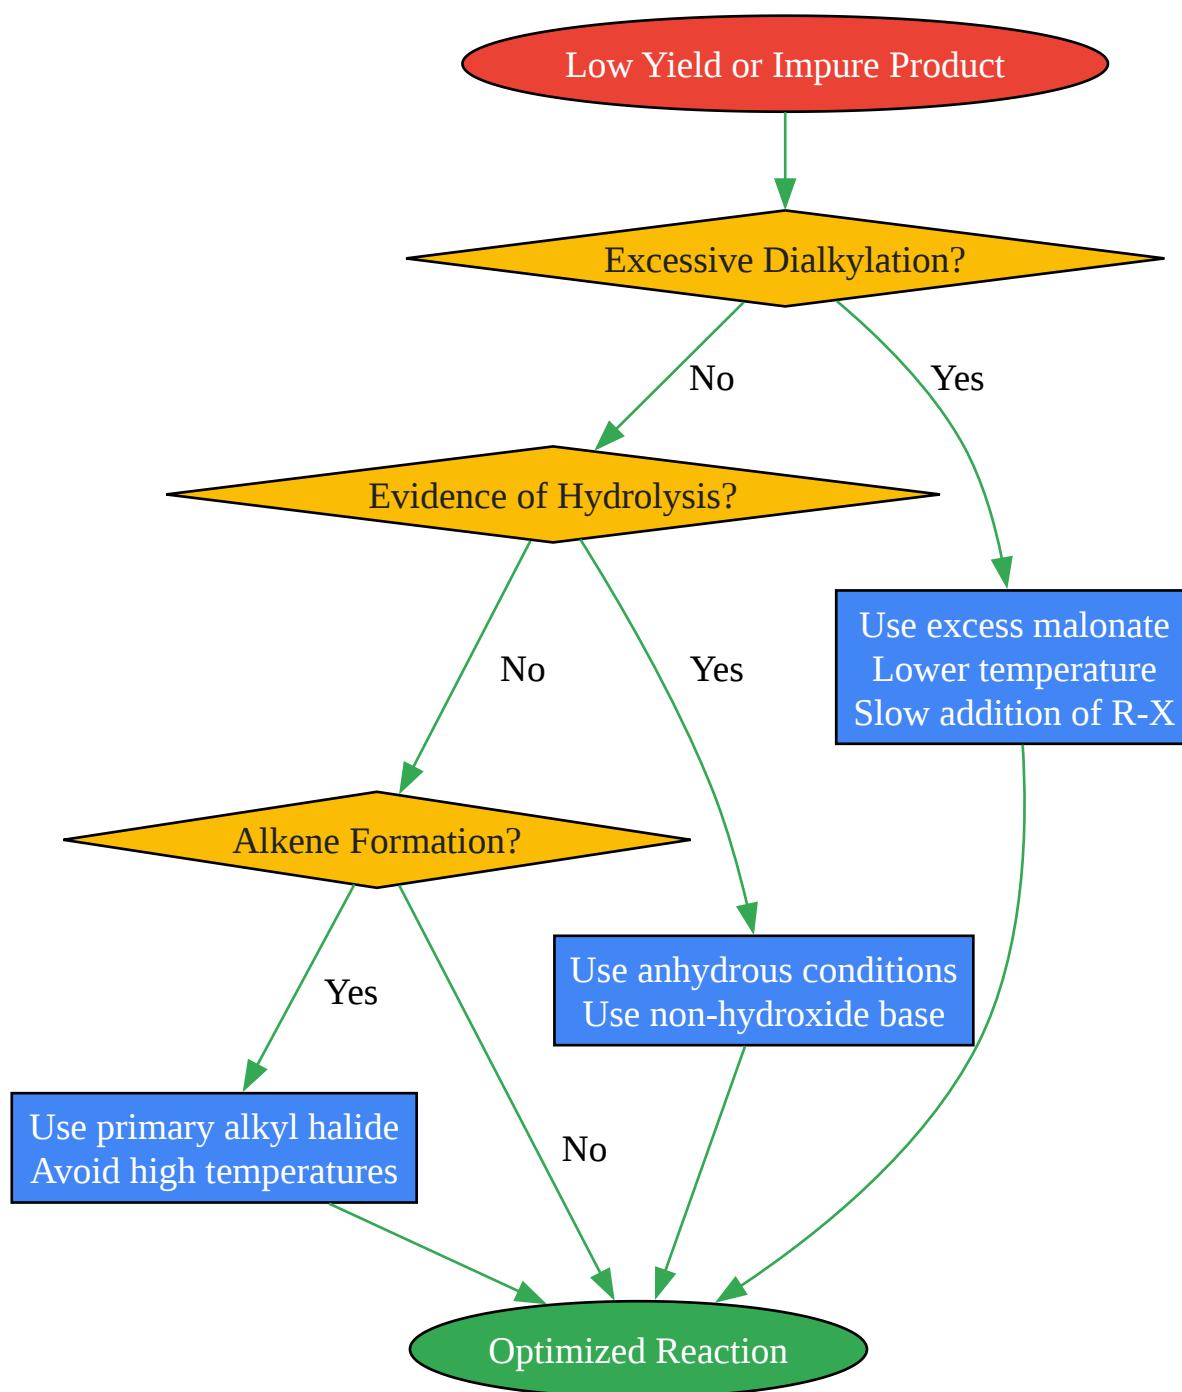 Low Yield or Impure Product
Excessive Dialkylation?
No
Yes
Evidence of Hydrolysis?
Use excess malonate
Lower temperature
Slow addition of R-X
No
Yes
Alkene Formation?
Use anhydrous conditions
Use non-hydroxide base
Yes
Use primary alkyl halide
Avoid high temperatures
No
Optimized Reaction